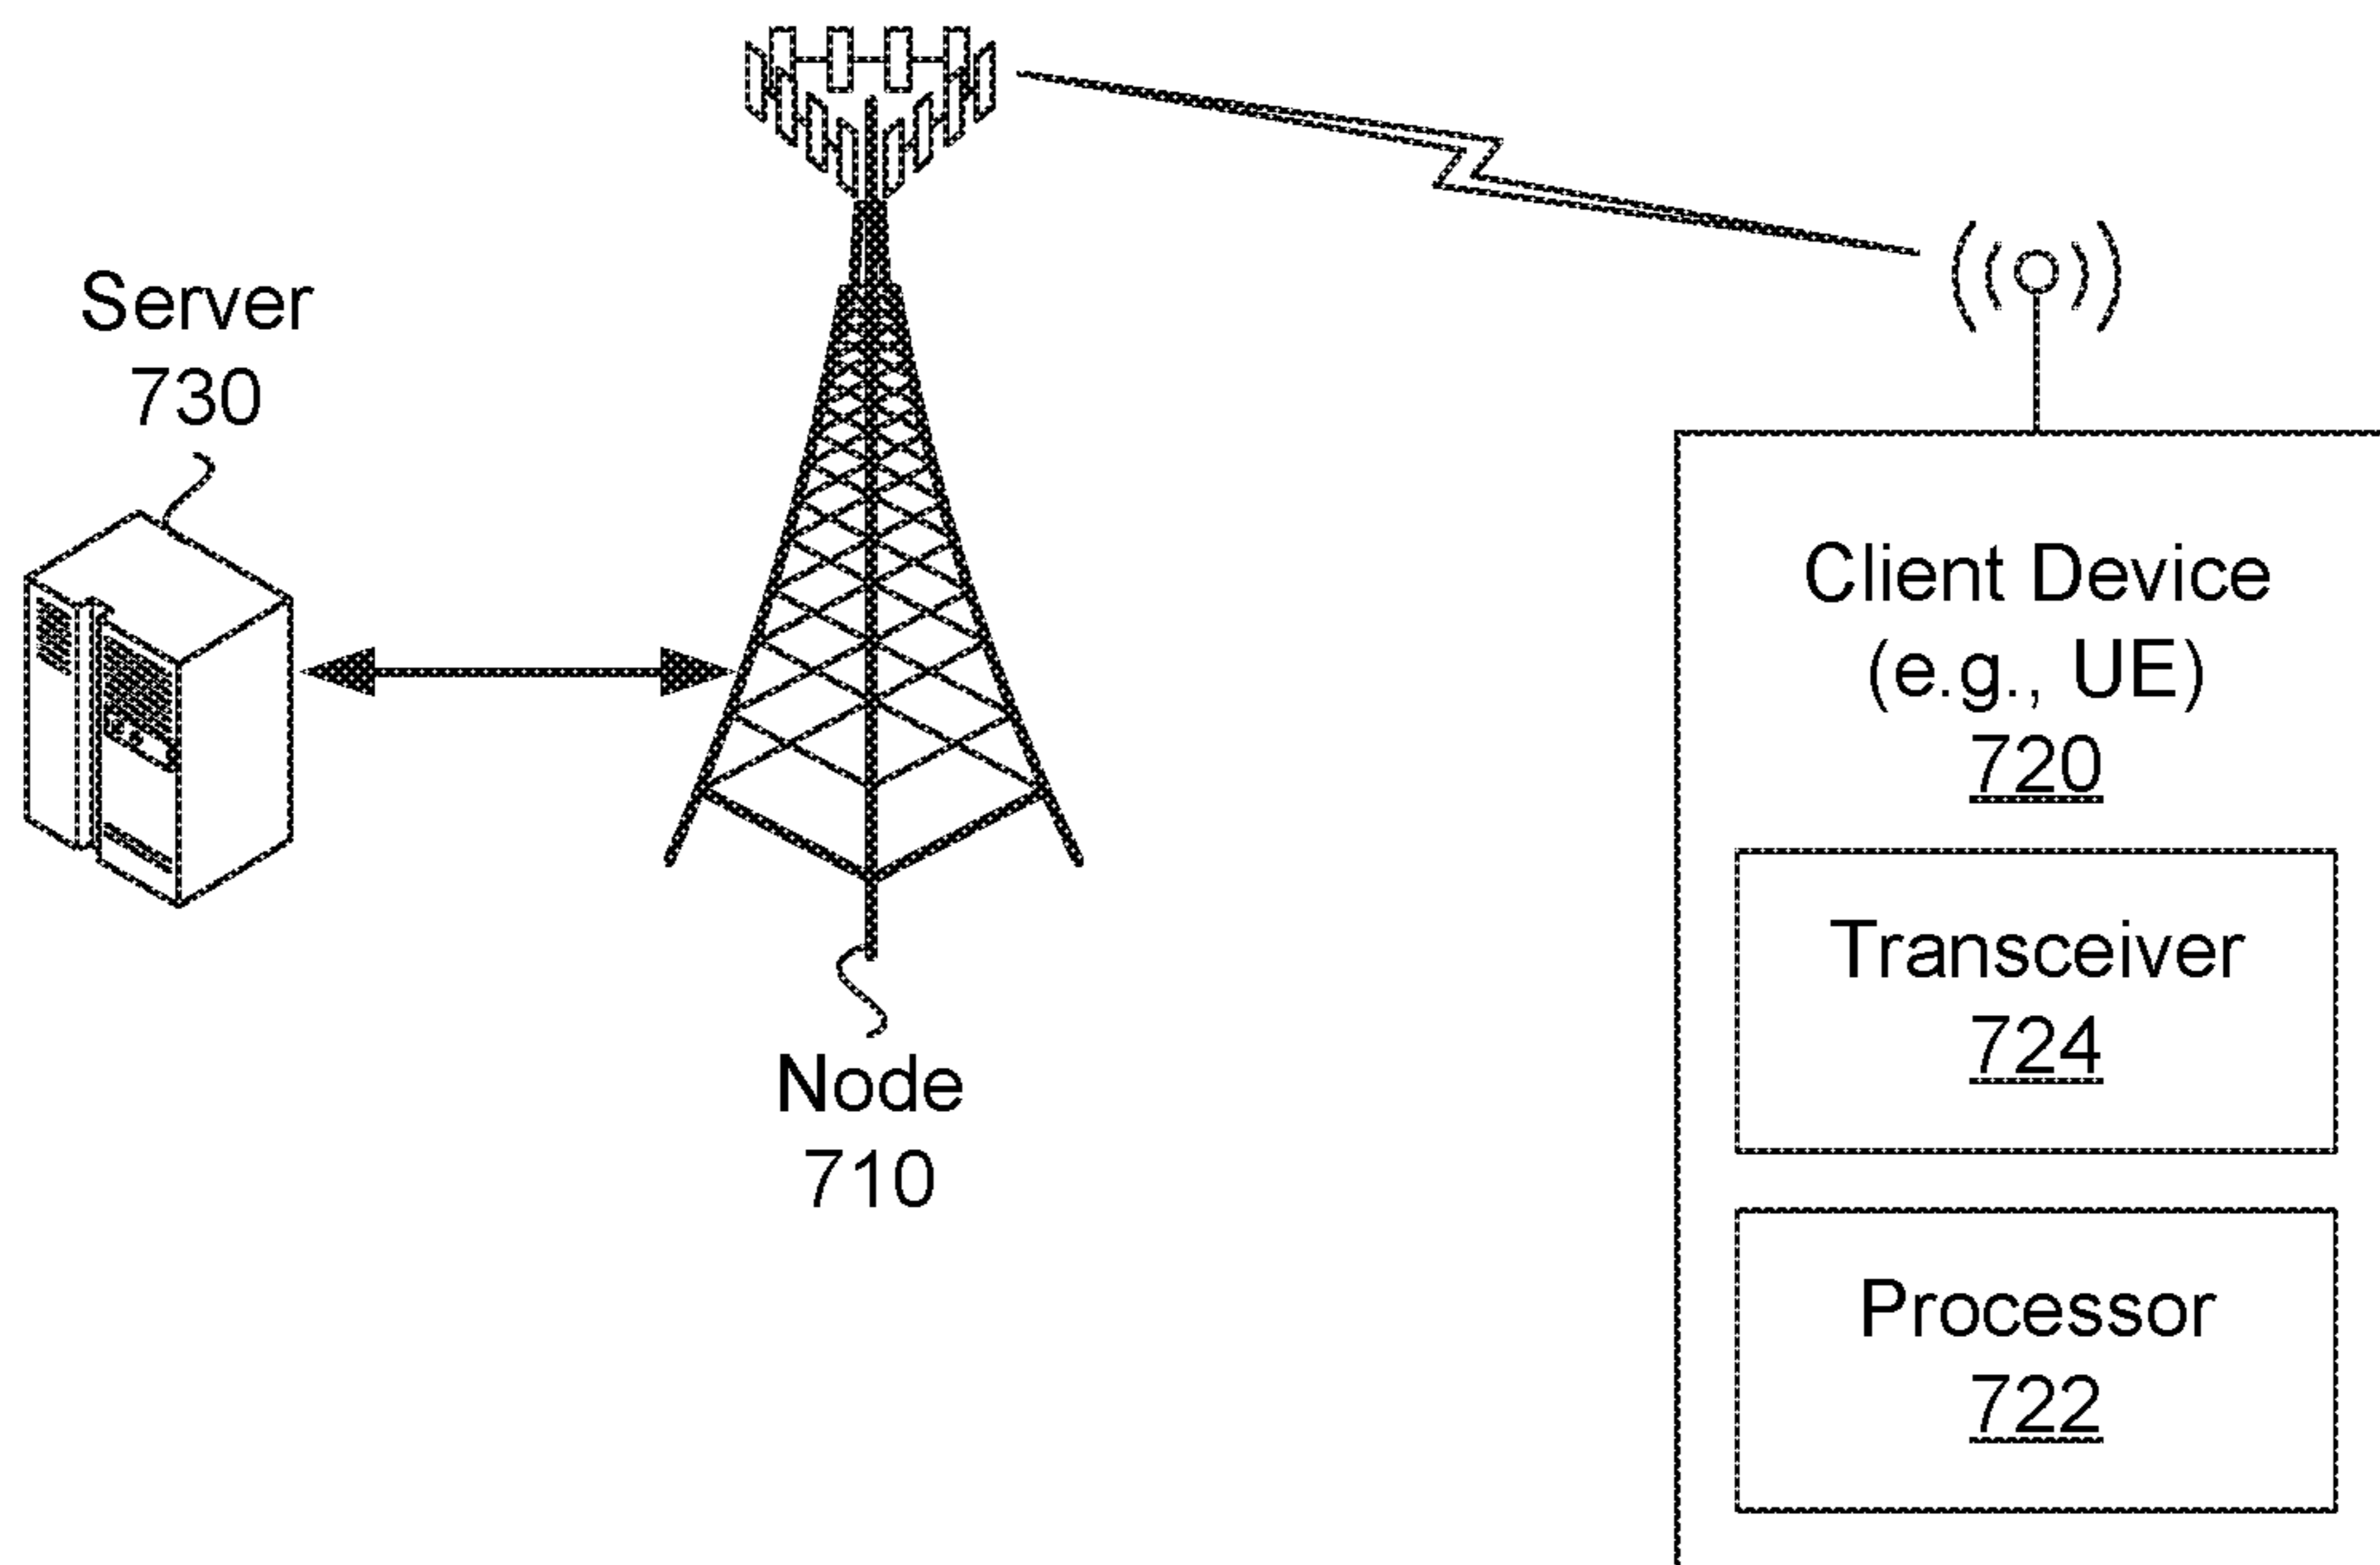 Server
730
Node
710
Client Device
(e.g., UE)
720
Transceiver
724
Processor
722